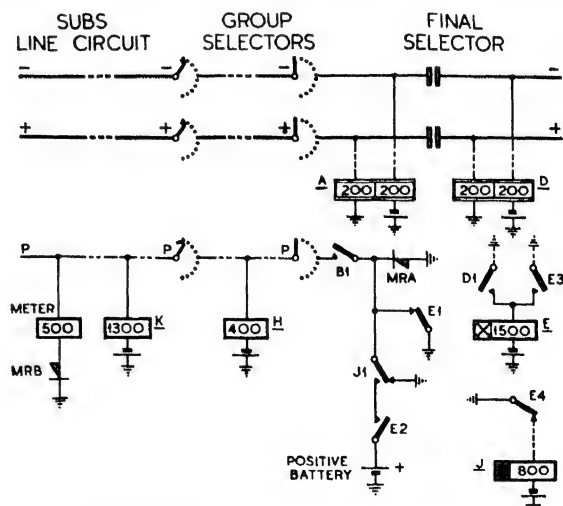 SUBS LINE CIRCUIT
GROUP SELECTORS
FINAL SELECTOR
− − −
+ + + +
A 200 200
200 200 D
P P P
B1 MRA
D1 E3
METER
500
1300 K
400 H
E1
1500 E
MRB
J1
E4
E2
POSITIVE BATTERY +
J 800